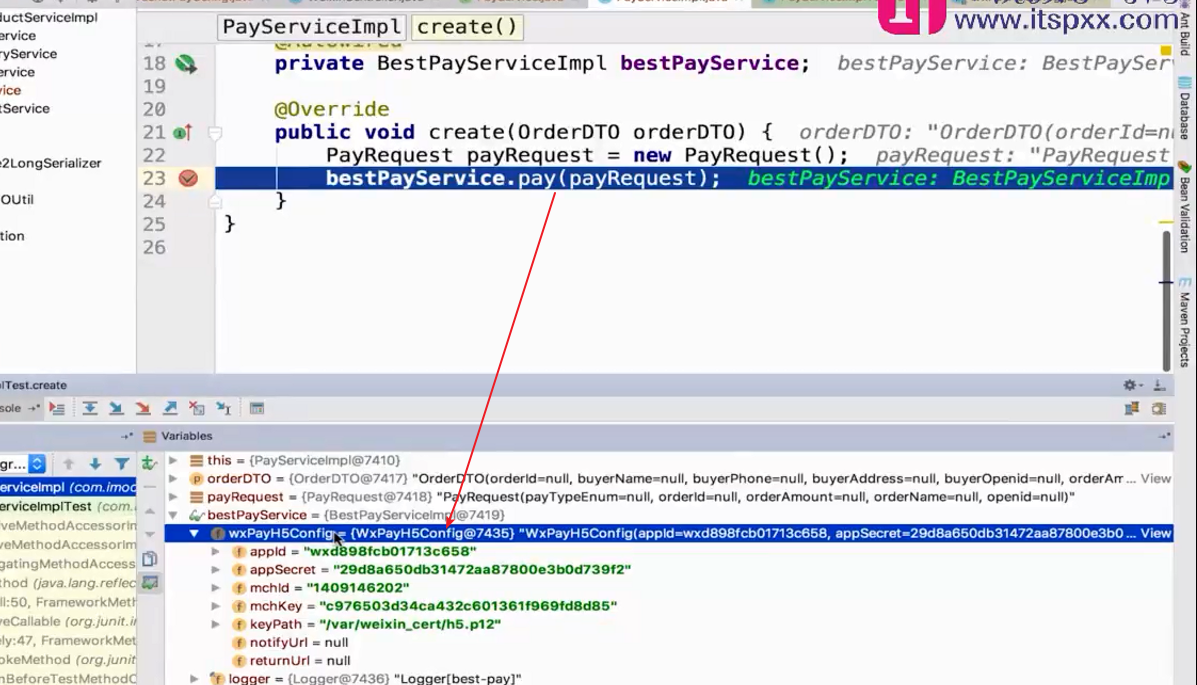 www.itspxx.com
PayServiceImpl create()
ductServiceImpl
ervice
ryService
ervice
vice
tService
e2LongSerializer
OUtil
tion
17 @Autowired
18 private BestPayServiceImpl bestPayService; bestPayService: BestPaySer
19
20 @Override
21 public void create(OrderDTO orderDTO) { orderDTO: "OrderDTO(orderId=nu
22 PayRequest payRequest = new PayRequest(); payRequest: "PayRequest
23 bestPayService.pay(payRequest); bestPayService: BestPayServiceImp
24 }
25 }
26
Ant Build
Database
Bean Validation
Maven Projects
plTest.create
sole
Variables
gr...
erviceImpl (com.imoo
erviceImplTest (com.
iveMethodAccessorIm
veMethodAccessorIm
gatingMethodAccess
thod (java.lang.reflec
ll:50, FrameworkMeth
veCallable (org.junit.in
ely:47, FrameworkMet
okeMethod (org.junit
nBeforeTestMethodC
this = {PayServiceImpl@7410}
orderDTO = {OrderDTO@7417} "OrderDTO(orderId=null, buyerName=null, buyerPhone=null, buyerAddress=null, buyerOpenid=null, orderAm ... View
payRequest = {PayRequest@7418} "PayRequest(payTypeEnum=null, orderId=null, orderAmount=null, orderName=null, openid=null)"
bestPayService = {BestPayServiceImpl@7419}
wxPayH5Config = {WxPayH5Config@7435} "WxPayH5Config(appId=wxd898fcb01713c658, appSecret=29d8a650db31472aa87800e3b0 ... View
appId = "wxd898fcb01713c658"
appSecret = "29d8a650db31472aa87800e3b0d739f2"
mchId = "1409146202"
mchKey = "c976503d34ca432c601361f969fd8d85"
keyPath = "/var/weixin_cert/h5.p12"
notifyUrl = null
returnUrl = null
logger = {Logger@7436} "Logger[best-pay]"